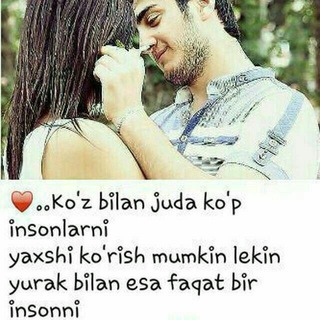 ❤..Ko'z bilan juda ko'p
insonlarni
yaxshi ko'rish mumkin lekin
yurak bilan esa faqat bir
insonni